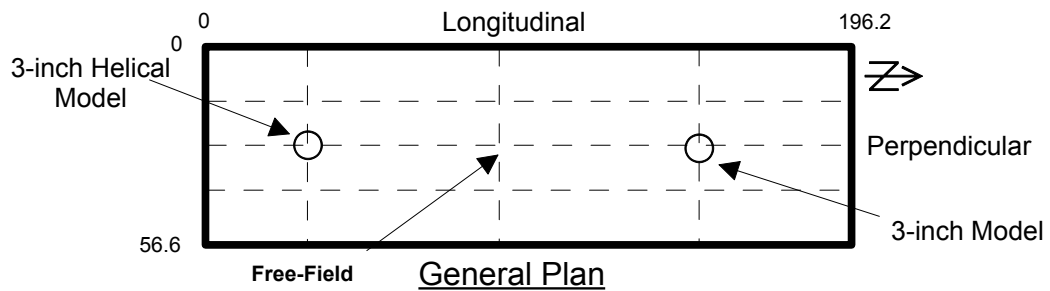 0
Longitudinal
196.2
0
3-inch Helical
Model
Z
Perpendicular
3-inch Model
56.6
Free-Field
General Plan